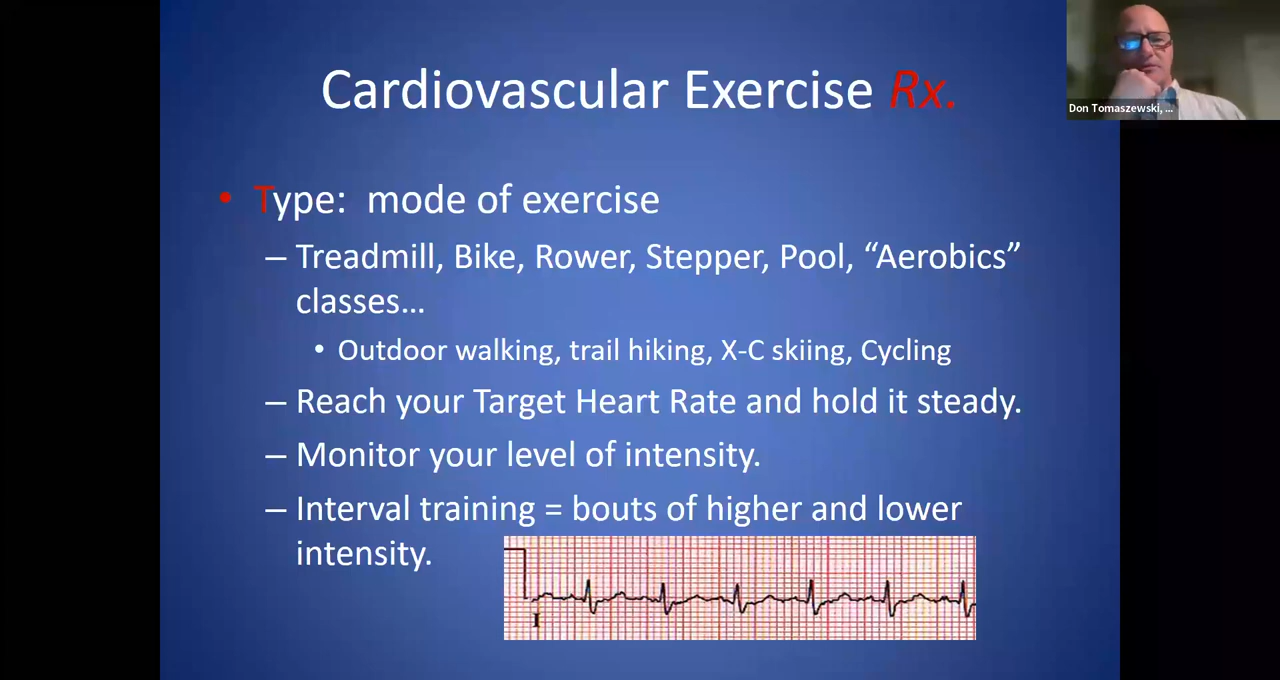 Cardiovascular Exercise Rx.
Don Tomaszewski, ...
• Type: mode of exercise
– Treadmill, Bike, Rower, Stepper, Pool, “Aerobics”
classes…
• Outdoor walking, trail hiking, X-C skiing, Cycling
– Reach your Target Heart Rate and hold it steady.
– Monitor your level of intensity.
– Interval training = bouts of higher and lower
intensity.
I